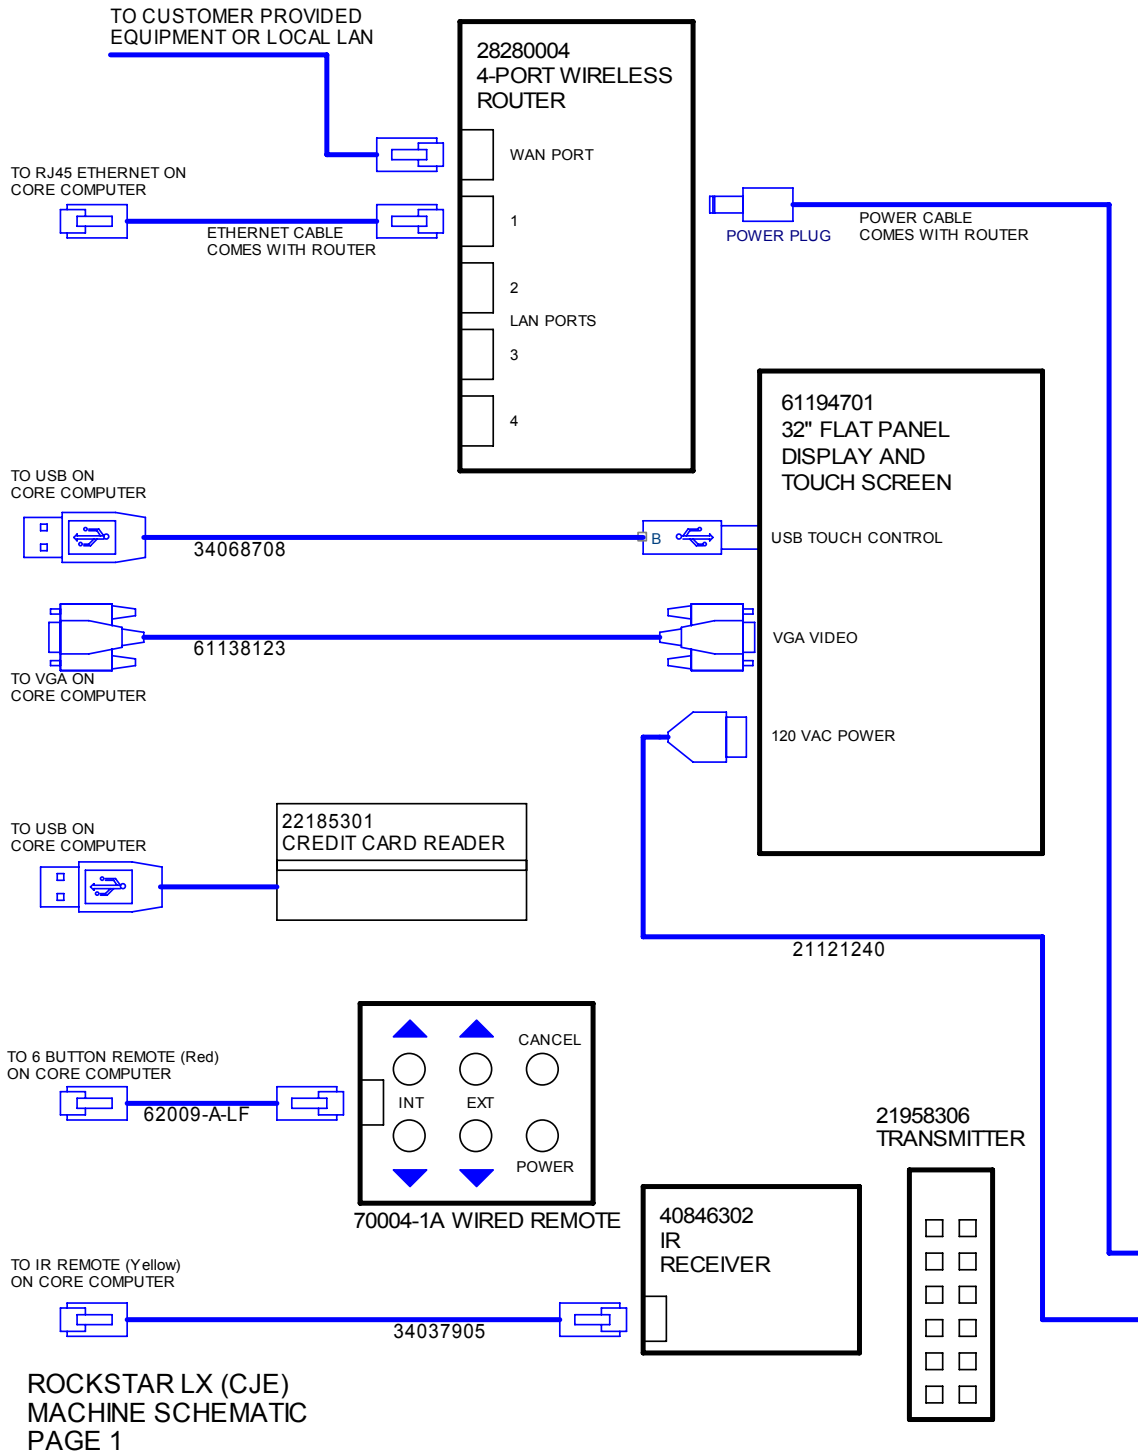 TO CUSTOMER PROVIDED
EQUIPMENT OR LOCAL LAN
28280004
4-PORT WIRELESS
ROUTER
WAN PORT
TO RJ45 ETHERNET ON
CORE COMPUTER
ETHERNET CABLE
COMES WITH ROUTER
1
2
LAN PORTS
3
4
POWER PLUG
POWER CABLE
COMES WITH ROUTER
61194701
32" FLAT PANEL
DISPLAY AND
TOUCH SCREEN
TO USB ON
CORE COMPUTER
34068708
B
USB TOUCH CONTROL
61138123
VGA VIDEO
TO VGA ON
CORE COMPUTER
120 VAC POWER
TO USB ON
CORE COMPUTER
22185301
CREDIT CARD READER
21121240
TO 6 BUTTON REMOTE (Red)
ON CORE COMPUTER
62009-A-LF
CANCEL
INT
EXT
POWER
70004-1A WIRED REMOTE
21958306
TRANSMITTER
40846302
IR
RECEIVER
TO IR REMOTE (Yellow)
ON CORE COMPUTER
34037905
ROCKSTAR LX (CJE)
MACHINE SCHEMATIC
PAGE 1